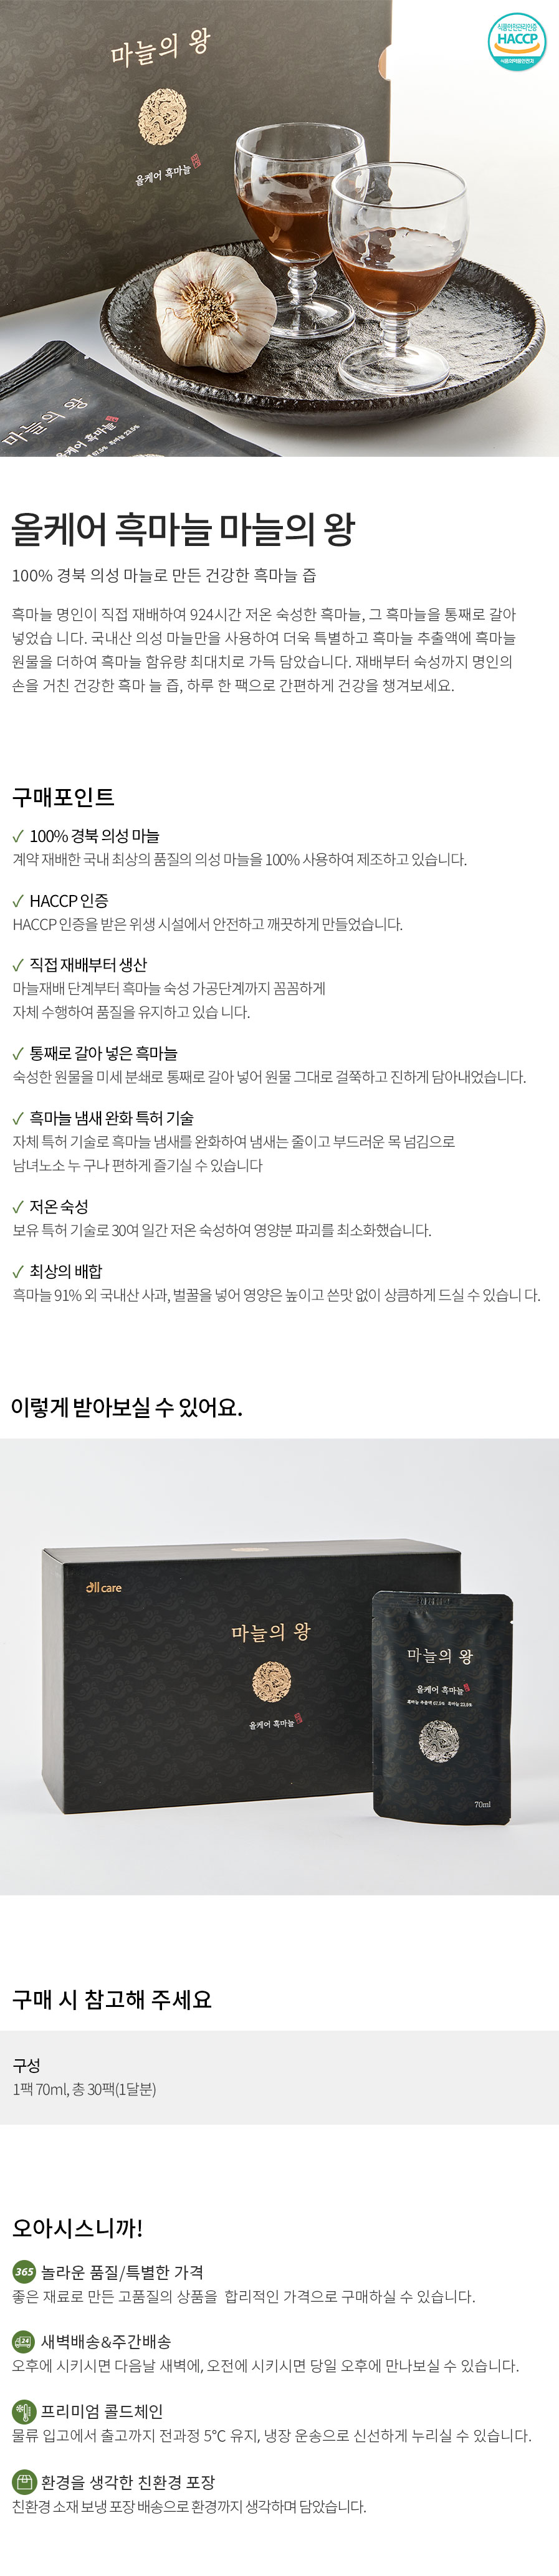 마늘의 왕
올케어 흑마늘
식품안전관리인증
HACCP
식품의약품안전처
마늘의 왕
올케어 흑마늘
올케어 흑마늘 마늘의 왕
100% 경북 의성 마늘로 만든 건강한 흑마늘 즙
흑마늘 명인이 직접 재배하여 924시간 저온 숙성한 흑마늘, 그 흑마늘을 통째로 갈아
넣었습 니다. 국내산 의성 마늘만을 사용하여 더욱 특별하고 흑마늘 추출액에 흑마늘
원물을 더하여 흑마늘 함유량 최대치로 가득 담았습니다. 재배부터 숙성까지 명인의
손을 거친 건강한 흑마 늘 즙, 하루 한 팩으로 간편하게 건강을 챙겨보세요.
구매포인트
✓ 100% 경북 의성 마늘
계약 재배한 국내 최상의 품질의 의성 마늘을 100% 사용하여 제조하고 있습니다.
✓ HACCP 인증
HACCP 인증을 받은 위생 시설에서 안전하고 깨끗하게 만들었습니다.
✓ 직접 재배부터 생산
마늘재배 단계부터 흑마늘 숙성 가공단계까지 꼼꼼하게
자체 수행하여 품질을 유지하고 있습 니다.
✓ 통째로 갈아 넣은 흑마늘
숙성한 원물을 미세 분쇄로 통째로 갈아 넣어 원물 그대로 걸쭉하고 진하게 담아내었습니다.
✓ 흑마늘 냄새 완화 특허 기술
자체 특허 기술로 흑마늘 냄새를 완화하여 냄새는 줄이고 부드러운 목 넘김으로
남녀노소 누 구나 편하게 즐기실 수 있습니다
✓ 저온 숙성
보유 특허 기술로 30여 일간 저온 숙성하여 영양분 파괴를 최소화했습니다.
✓ 최상의 배합
흑마늘 91% 외 국내산 사과, 벌꿀을 넣어 영양은 높이고 쓴맛 없이 상큼하게 드실 수 있습니 다.
이렇게 받아보실 수 있어요.
all care
마늘의 왕
올케어 흑마늘
마늘의 왕
올케어 흑마늘
70ml
구매 시 참고해 주세요
구성
1팩 70ml, 총 30팩(1달분)
오아시스니까!
365 놀라운 품질/특별한 가격
좋은 재료로 만든 고품질의 상품을 합리적인 가격으로 구매하실 수 있습니다.
24 새벽배송&주간배송
오후에 시키시면 다음날 새벽에, 오전에 시키시면 당일 오후에 만나보실 수 있습니다.
프리미엄 콜드체인
물류 입고에서 출고까지 전과정 5℃ 유지, 냉장 운송으로 신선하게 누리실 수 있습니다.
환경을 생각한 친환경 포장
친환경 소재 보냉 포장 배송으로 환경까지 생각하며 담았습니다.